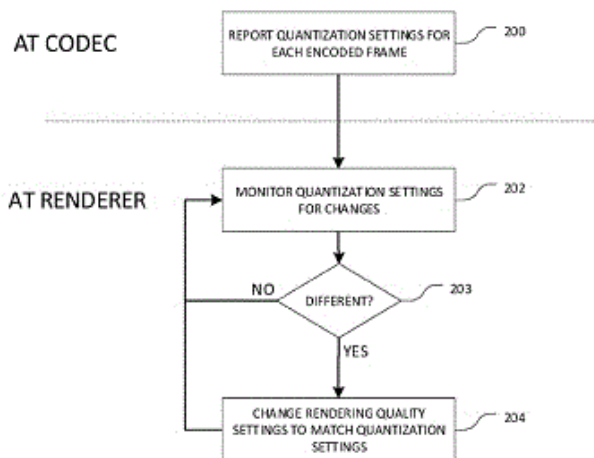 AT CODEC
REPORT QUANTIZATION SETTINGS FOR
EACH ENCODED FRAME
200
AT RENDERER
MONITOR QUANTIZATION SETTINGS
FOR CHANGES
202
NO
DIFFERENT?
203
YES
CHANGE RENDERING QUALITY
SETTINGS TO MATCH QUANTIZATION
SETTINGS
204